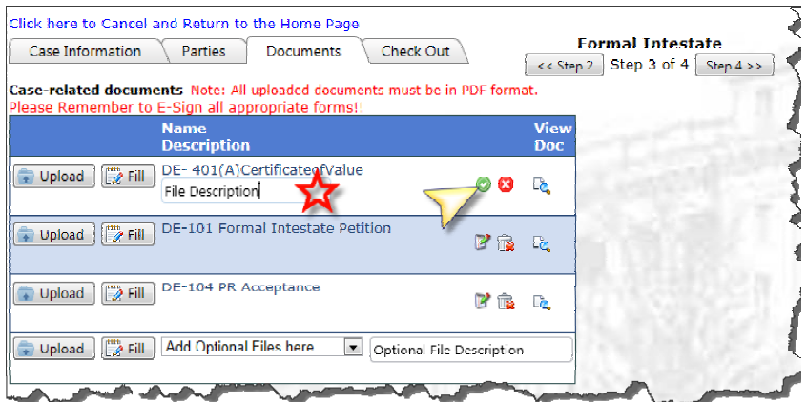 Click here to Cancel and Return to the Home Page
Case Information Parties Documents Check Out
Formal Intestate
<< Step 2 Step 3 of 4 Step 4 >>
Case-related documents Note: All uploaded documents must be in PDF format.
Please Remember to E-Sign all appropriate forms!!
Name
Description
View
Doc
Upload Fill DE- 401(A)CertificateofValue
File Description
Upload Fill DE-101 Formal Intestate Petition
Upload Fill DE-104 PR Acceptance
Upload Fill Add Optional Files here Optional File Description